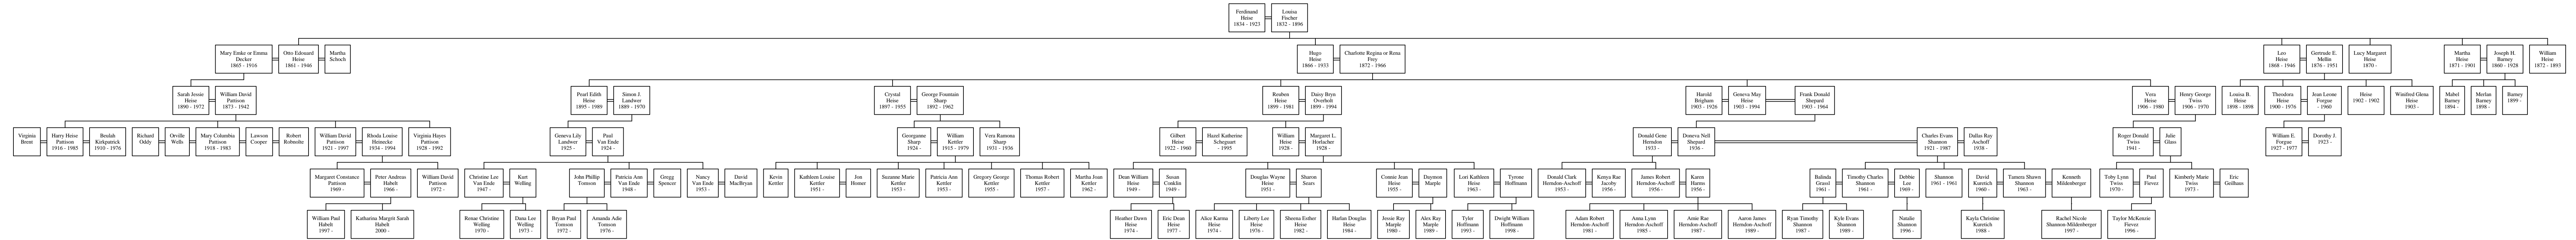 Ferdinand
Heise
1834 - 1923
Louisa
Fischer
1832 - 1896
Mary Emke or Emma
Decker
1865 - 1916
Otto Edouard
Heise
1861 - 1946
Martha
Schoch
Hugo
Heise
1866 - 1933
Charlotte Regina or Rena
Frey
1872 - 1966
Leo
Heise
1868 - 1946
Gertrude E.
Mellin
1876 - 1951
Lucy Margaret
Heise
1870 -
Martha
Heise
1871 - 1901
Joseph H.
Barney
1860 - 1928
William
Heise
1872 - 1893
Sarah Jessie
Heise
1890 - 1972
William David
Pattison
1873 - 1942
Pearl Edith
Heise
1895 - 1989
Simon J.
Landwer
1889 - 1970
Crystal
Heise
1897 - 1955
George Fountain
Sharp
1892 - 1962
Reuben
Heise
1899 - 1981
Daisy Bryn
Overholt
1899 - 1994
Harold
Brigham
1903 - 1926
Geneva May
Heise
1903 - 1994
Frank Donald
Shepard
1903 - 1964
Vera
Heise
1906 - 1980
Henry George
Twiss
1906 - 1970
Louisa B.
Heise
1898 - 1898
Theodora
Heise
1900 - 1976
Jean Leone
Forgue
- 1960
Heise
1902 - 1902
Winifred Glena
Heise
1905 -
Mabel
Barney
1894 -
Merlan
Barney
1898 -
Barney
1899 -
Virginia
Brent
Harry Heise
Pattison
1916 - 1985
Beulah
Kirkpatrick
1910 - 1976
Richard
Oddy
Orville
Wells
Mary Columbia
Pattison
1918 - 1983
Lawson
Cooper
Robert
Robnolte
William David
Pattison
1921 - 1997
Rhoda Louise
Heinecke
1934 - 1994
Virginia Hayes
Pattison
1928 - 1992
Geneva Lily
Landwer
1925 -
Paul
Van Ende
1924 -
Georganne
Sharp
1924 -
William
Kettler
1915 - 1979
Vera Ramona
Sharp
1931 - 1936
Gilbert
Heise
1922 - 1960
Hazel Katherine
Scheguart
- 1995
William
Heise
1928 -
Margaret L.
Horlacher
1928 -
Donald Gene
Herndon
1933 -
Doneva Nell
Shepard
1936 -
Charles Evans
Shannon
1921 - 1987
Dallas Ray
Aschoff
1938 -
Roger Donald
Twiss
1941 -
Julie
Glass
William E.
Forgue
1927 - 1977
Dorothy J.
1923 -
Margaret Constance
Pattison
1969 -
Peter Andreas
Habelt
1966 -
William David
Pattison
1972 -
Christine Lee
Van Ende
1947 -
Kurt
Welling
John Phillip
Tomson
Patricia Ann
Van Ende
1948 -
Gregg
Spencer
Nancy
Van Ende
1953 -
David
MacBryan
Kevin
Kettler
Kathleen Louise
Kettler
1951 -
Jon
Homer
Suzanne Marie
Kettler
1953 -
Patricia Ann
Kettler
1953 -
Gregory George
Kettler
1955 -
Thomas Robert
Kettler
1957 -
Martha Joan
Kettler
1962 -
Dean William
Heise
1949 -
Susan
Conklin
1949 -
Douglas Wayne
Heise
1951 -
Sharon
Sears
Connie Jean
Heise
1955 -
Daymon
Marple
Lori Kathleen
Heise
1963 -
Tyrone
Hoffmann
Donald Clark
Herndon-Aschoff
1953 -
Kenya Rae
Jacoby
1956 -
James Robert
Herndon-Aschoff
1956 -
Karen
Harms
1956 -
Balinda
Grassl
1961 -
Timothy Charles
Shannon
1961 -
Debbie
Lee
1969 -
Shannon
1961 - 1961
David
Kuretich
1960 -
Tamera Shawn
Shannon
1963 -
Kenneth
Mildenberger
Toby Lynn
Twiss
1970 -
Paul
Fievez
Kimberly Marie
Twiss
1973 -
Eric
Geilhaus
William Paul
Habelt
1997 -
Katharina Margrit Sarah
Habelt
2000 -
Renae Christine
Welling
1970 -
Dana Lee
Welling
1973 -
Bryan Paul
Tomson
1972 -
Amanda Adie
Tomson
1976 -
Heather Dawn
Heise
1974 -
Eric Dean
Heise
1977 -
Alice Karma
Heise
1974 -
Liberty Lee
Heise
1976 -
Sheena Esther
Heise
1982 -
Harlan Douglas
Heise
1984 -
Jessie Ray
Marple
1980 -
Alex Ray
Marple
1989 -
Tyler
Hoffmann
1993 -
Dwight William
Hoffmann
1998 -
Adam Robert
Herndon-Aschoff
1981 -
Anna Lynn
Herndon-Aschoff
1985 -
Amie Rae
Herndon-Aschoff
1987 -
Aaron James
Herndon-Aschoff
1989 -
Ryan Timothy
Shannon
1987 -
Kyle Evans
Shannon
1989 -
Natalie
Shannon
1996 -
Kayla Christine
Kuretich
1988 -
Rachel Nicole
Shannon-Mildenberger
1997 -
Taylor McKenzie
Fievez
1996 -